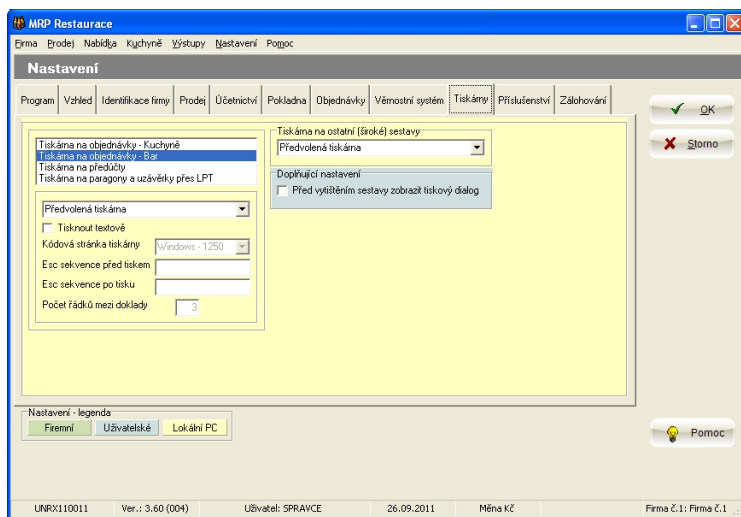 MRP Restaurace
Firma Prodej Nabídka Kuchyně Výstupy Nastavení Pomoc
Nastavení
Program Vzhled Identifikace firmy Prodej Účetnictví Pokladna Objednávky Věrnostní systém Tiskárny Příslušenství Zálohování
OK
Storno
Tiskárna na objednávky - Kuchyně
Tiskárna na objednávky - Bar
Tiskárna na předúčty
Tiskárna na paragony a uzávěrky přes LPT
Předvolená tiskárna
Tisknout textově
Kódová stránka tiskárny Windows - 1250
Esc sekvence před tiskem
Esc sekvence po tisku
Počet řádků mezi doklady 3
Tiskárna na ostatní (široké) sestavy
Předvolená tiskárna
Doplňující nastavení
Před vytištěním sestavy zobrazit tiskový dialog
Nastavení - legenda
Firemní Uživatelské Lokální PC
Pomoc
UNRX110011 Ver.: 3.60 (004) Uživatel: SPRAVCE 26.09.2011 Měna Kč Firma č.1: Firma č.1